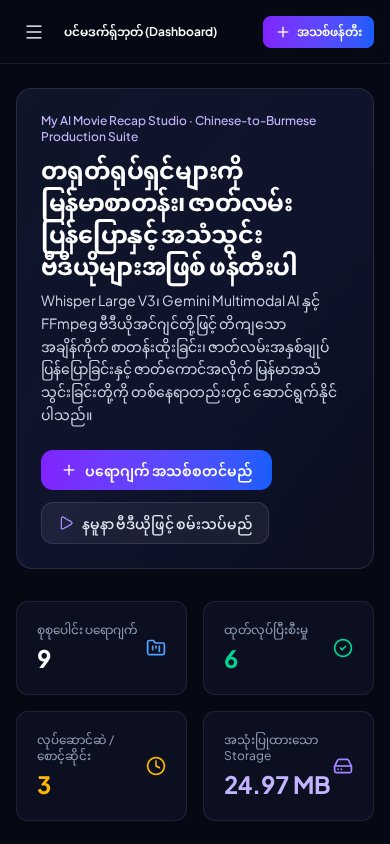 ပင်မဒက်ရှ်ဘုတ် (Dashboard)
အသစ်ဖန်တီး
My AI Movie Recap Studio · Chinese-to-Burmese
Production Suite
တရုတ်ရုပ်ရှင်များကို
မြန်မာစာတန်း၊ ဇာတ်လမ်း
ပြန်ပြောနှင့် အသံသွင်း
ဗီဒီယိုများအဖြစ် ဖန်တီးပါ
Whisper Large V3၊ Gemini Multimodal AI နှင့်
FFmpeg ဗီဒီယိုအင်ဂျင်တို့ဖြင့် တိကျသော
အချိန်ကိုက် စာတန်းထိုးခြင်း၊ ဇာတ်လမ်းအနှစ်ချုပ်
ပြန်ပြောခြင်းနှင့် ဇာတ်ကောင်အလိုက် မြန်မာအသံ
သွင်းခြင်းတို့ကို တစ်နေရာတည်းတွင် ဆောင်ရွက်နိုင်
ပါသည်။
ပရောဂျက် အသစ်စတင်မည်
နမူနာ ဗီဒီယိုဖြင့် စမ်းသပ်မည်
စုစုပေါင်း ပရောဂျက်
9
ထုတ်လုပ်ပြီးစီးမှု
6
လုပ်ဆောင်ဆဲ /
စောင့်ဆိုင်း
3
အသုံးပြုထားသော
Storage
24.97 MB